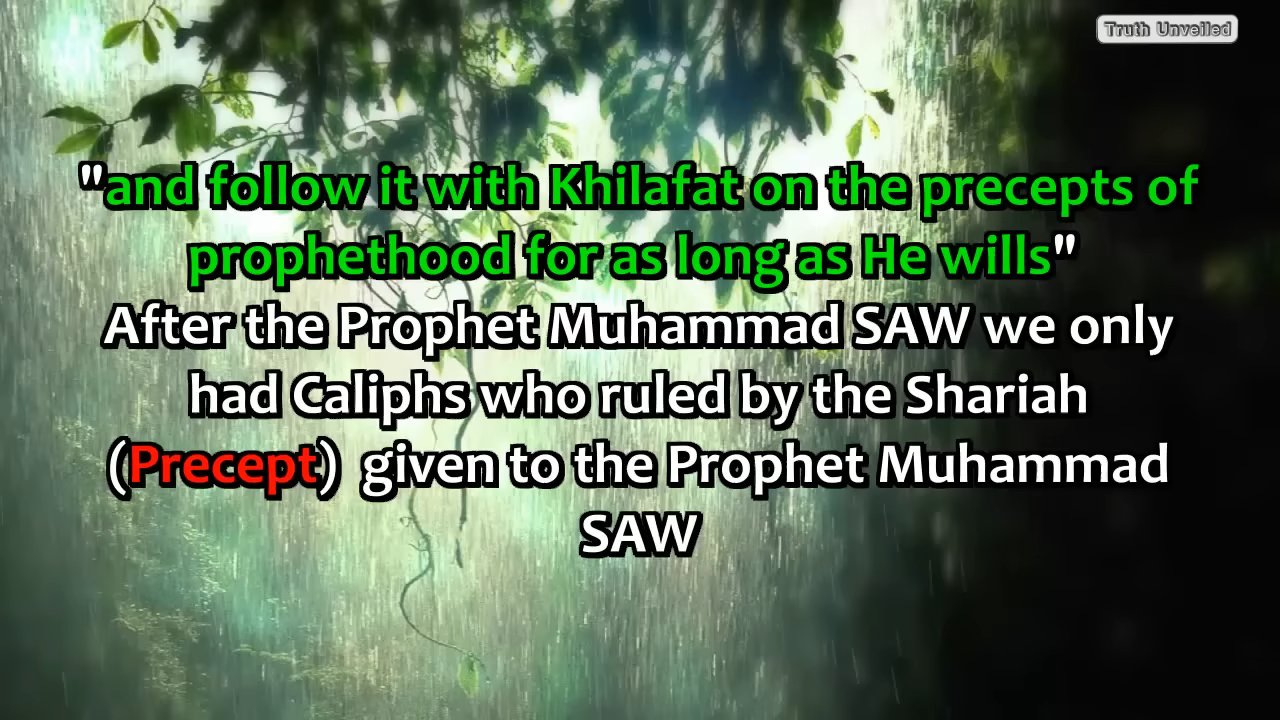 Truth Unveiled
"and follow it with Khilafat on the precepts of
prophethood for as long as He wills"
After the Prophet Muhammad SAW we only
had Caliphs who ruled by the Shariah
(Precept) given to the Prophet Muhammad
SAW